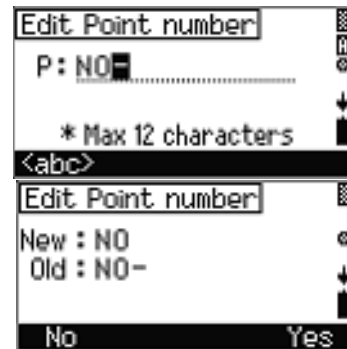 Edit Point number
P: NO-
* Max 12 characters
<abc>
Edit Point number
New : NO
Old : NO-
No Yes